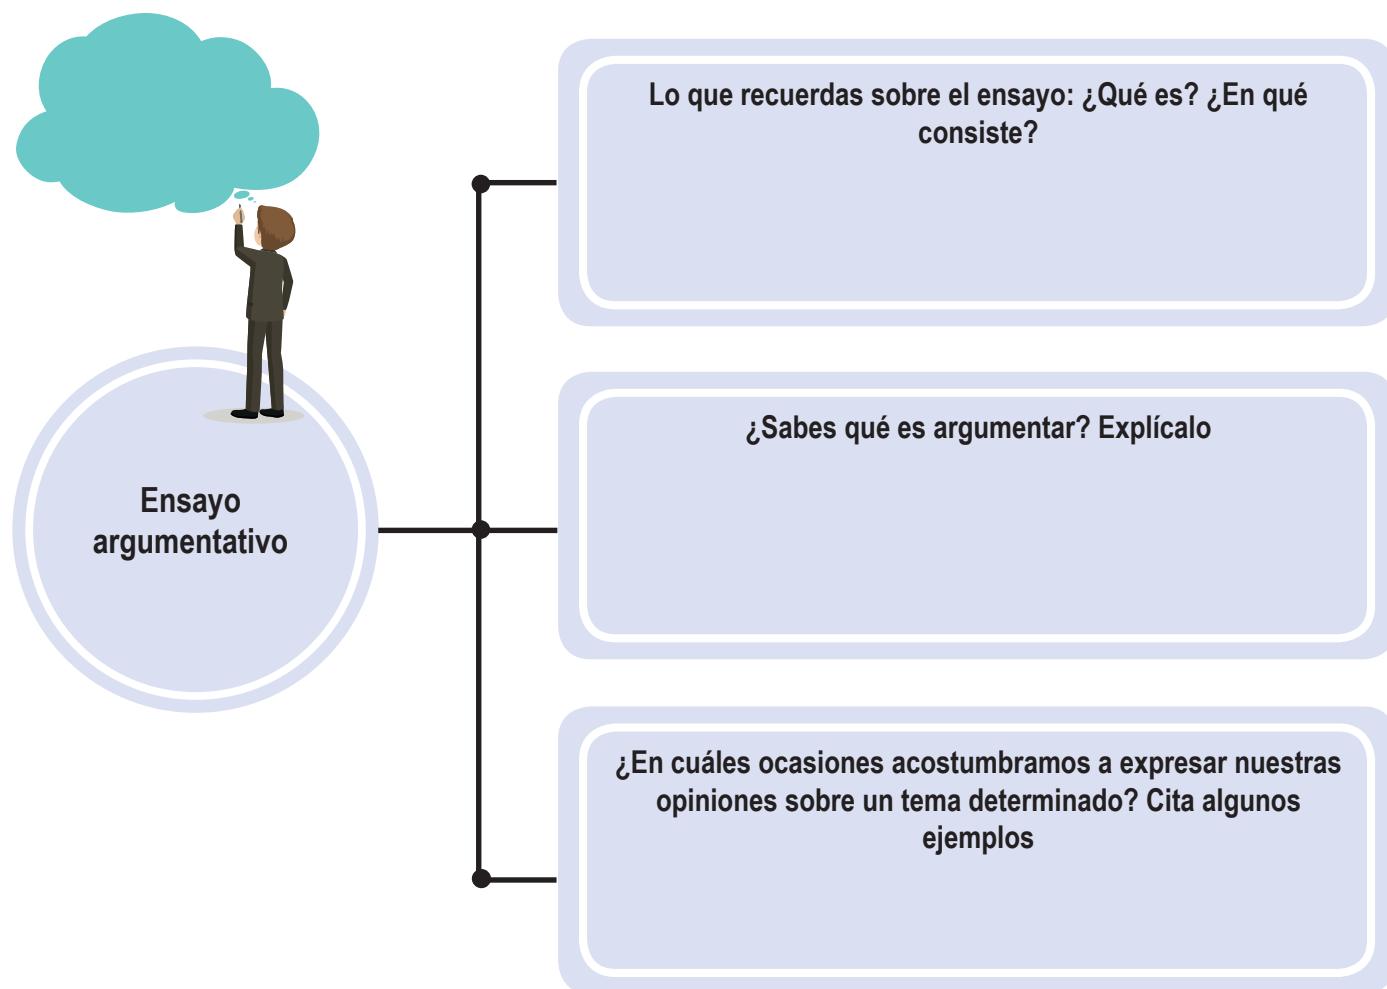 Lo que recuerdas sobre el ensayo: ¿Qué es? ¿En qué
consiste?
¿Sabes qué es argumentar? Explícalo
Ensayo
argumentativo
¿En cuáles ocasiones acostumbramos a expresar nuestras
opiniones sobre un tema determinado? Cita algunos
ejemplos